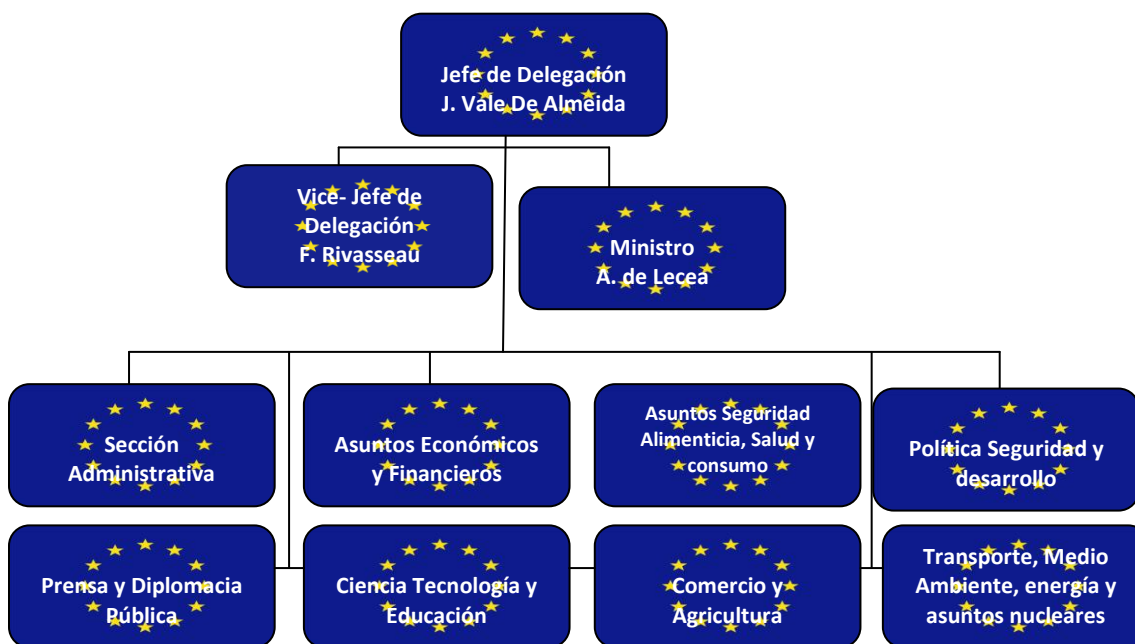 Jefe de Delegación
J. Vale De Almeida
Vice- Jefe de
Delegación
F. Rivasseau
Ministro
A. de Lecea
Sección
Administrativa
Asuntos Económicos
y Financieros
Asuntos Seguridad
Alimenticia, Salud y
consumo
Política Seguridad y
desarrollo
Prensa y Diplomacia
Pública
Ciencia Tecnología y
Educación
Comercio y
Agricultura
Transporte, Medio
Ambiente, energía y
asuntos nucleares